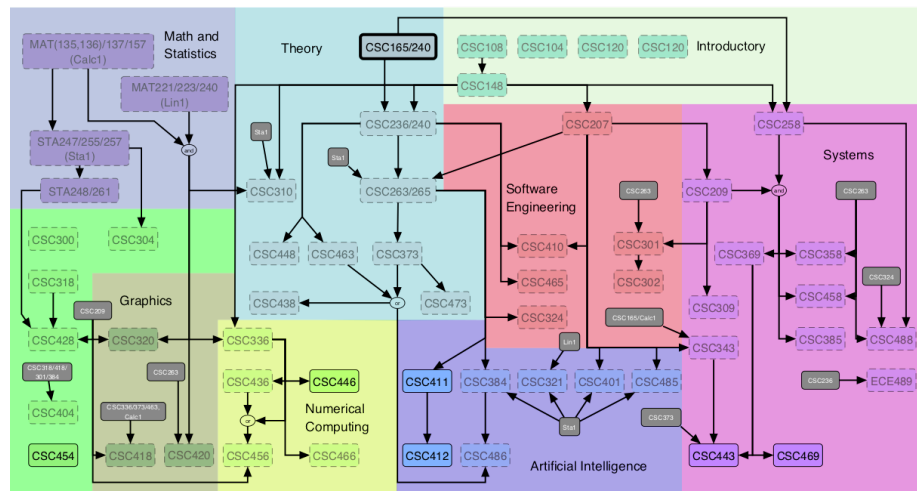 Math and
Statistics
Theory
Introductory
MAT(135,136)/137/157
(Calc1)
CSC165/240
CSC108
CSC104
CSC120
CSC120
MAT221/223/240
(Lin1)
CSC148
STA247/255/257
(Sta1)
and
Sta1
CSC236/240
CSC207
CSC258
Systems
Sta1
STA248/261
CSC310
CSC263/265
Software
Engineering
CSC263
CSC209
and
CSC263
CSC300
CSC304
CSC448
CSC463
CSC373
CSC410
CSC301
CSC369
CSC358
CSC318
CSC465
CSC302
CSC324
Graphics
CSC209
CSC438
or
CSC473
CSC324
CSC165/Calc1
CSC309
CSC458
CSC428
CSC320
CSC336
Lin1
CSC343
CSC385
CSC488
CSC318/418/
301/384
CSC263
CSC436
CSC446
CSC411
CSC384
CSC321
CSC401
CSC485
CSC236
ECE489
CSC404
CSC336/373/463,
Calc1
or
Numerical
Computing
Sta1
CSC373
CSC454
CSC418
CSC420
CSC456
CSC466
CSC412
CSC486
Artificial Intelligence
CSC443
CSC469